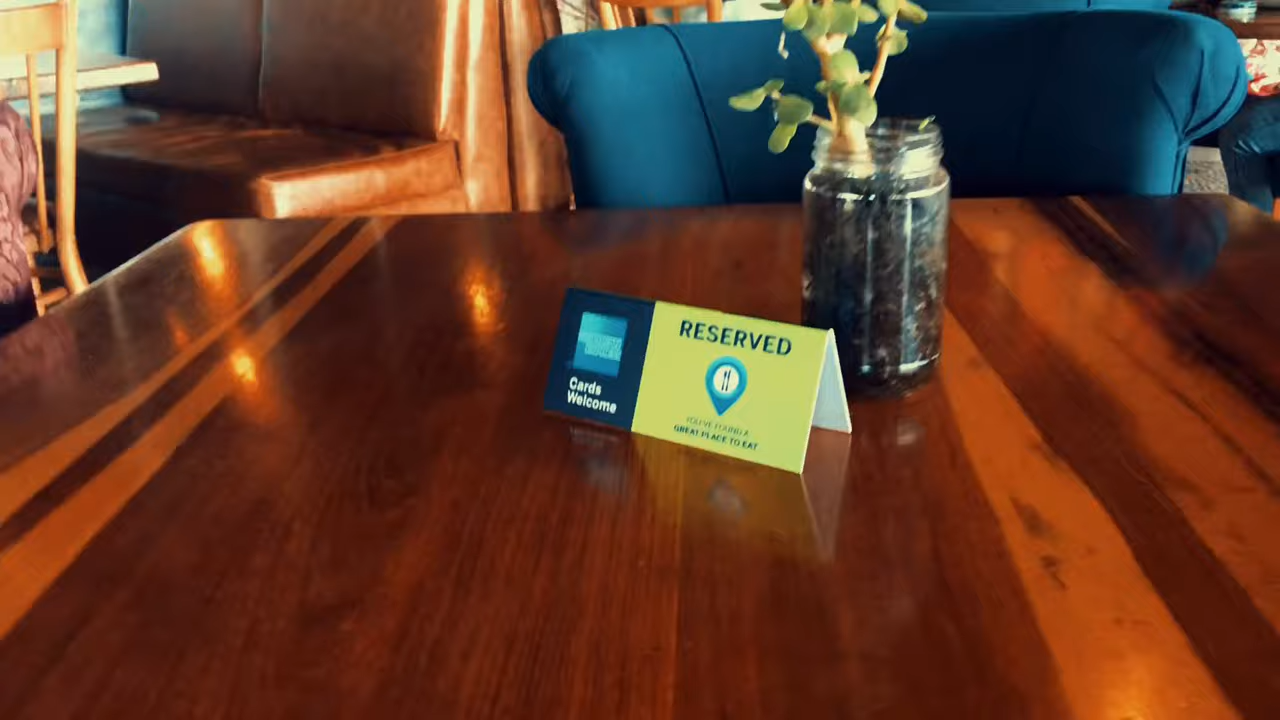 Cards
Welcome
RESERVED
YOU'VE FOUND A
GREAT PLACE TO EAT